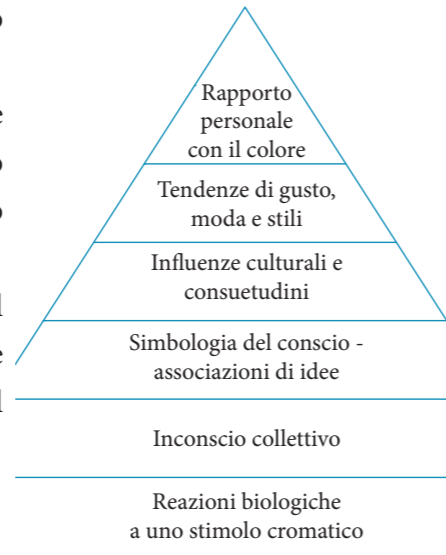 o
e
o
o
l
e
l
Rapporto
personale
con il colore
Tendenze di gusto,
moda e stili
Influenze culturali e
consuetudini
Simbologia del conscio -
associazioni di idee
Inconscio collettivo
Reazioni biologiche
a uno stimolo cromatico